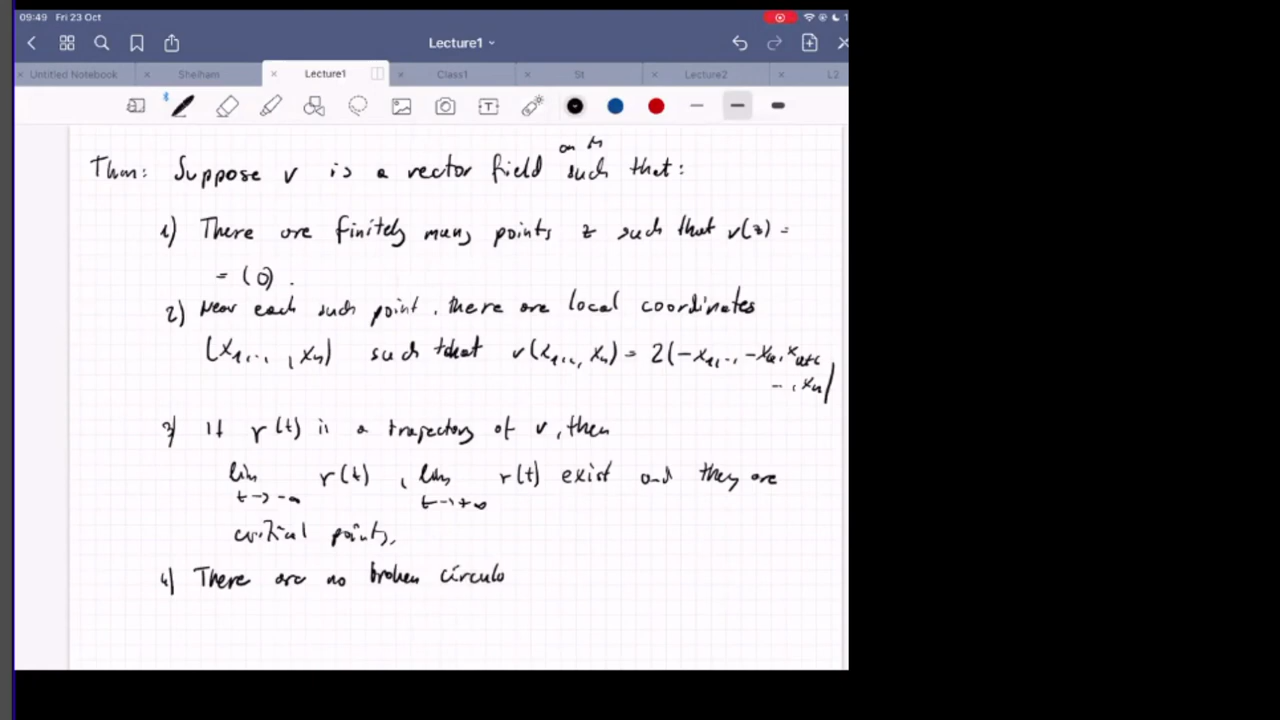 09:49 Fri 23 Oct
Lecture1
Untitled Notebook
Sheiham
Lecture1
Class1
St
Lecture2
L2
on M
Thm: Suppose v is a vector field such that:
1) There are finitely many points z such that v(z) =
= (0).
2) Near each such point, there are local coordinates
(x1,.., xn) such that v(x1,.., xn) = 2(-x1,.., -xk, xk+1
.., xn)
3) If γ(t) is a trajectory of v, then
lim γ(t), lim γ(t) exist and they are
t→-∞ t→+∞
critical points.
4) There are no broken circula